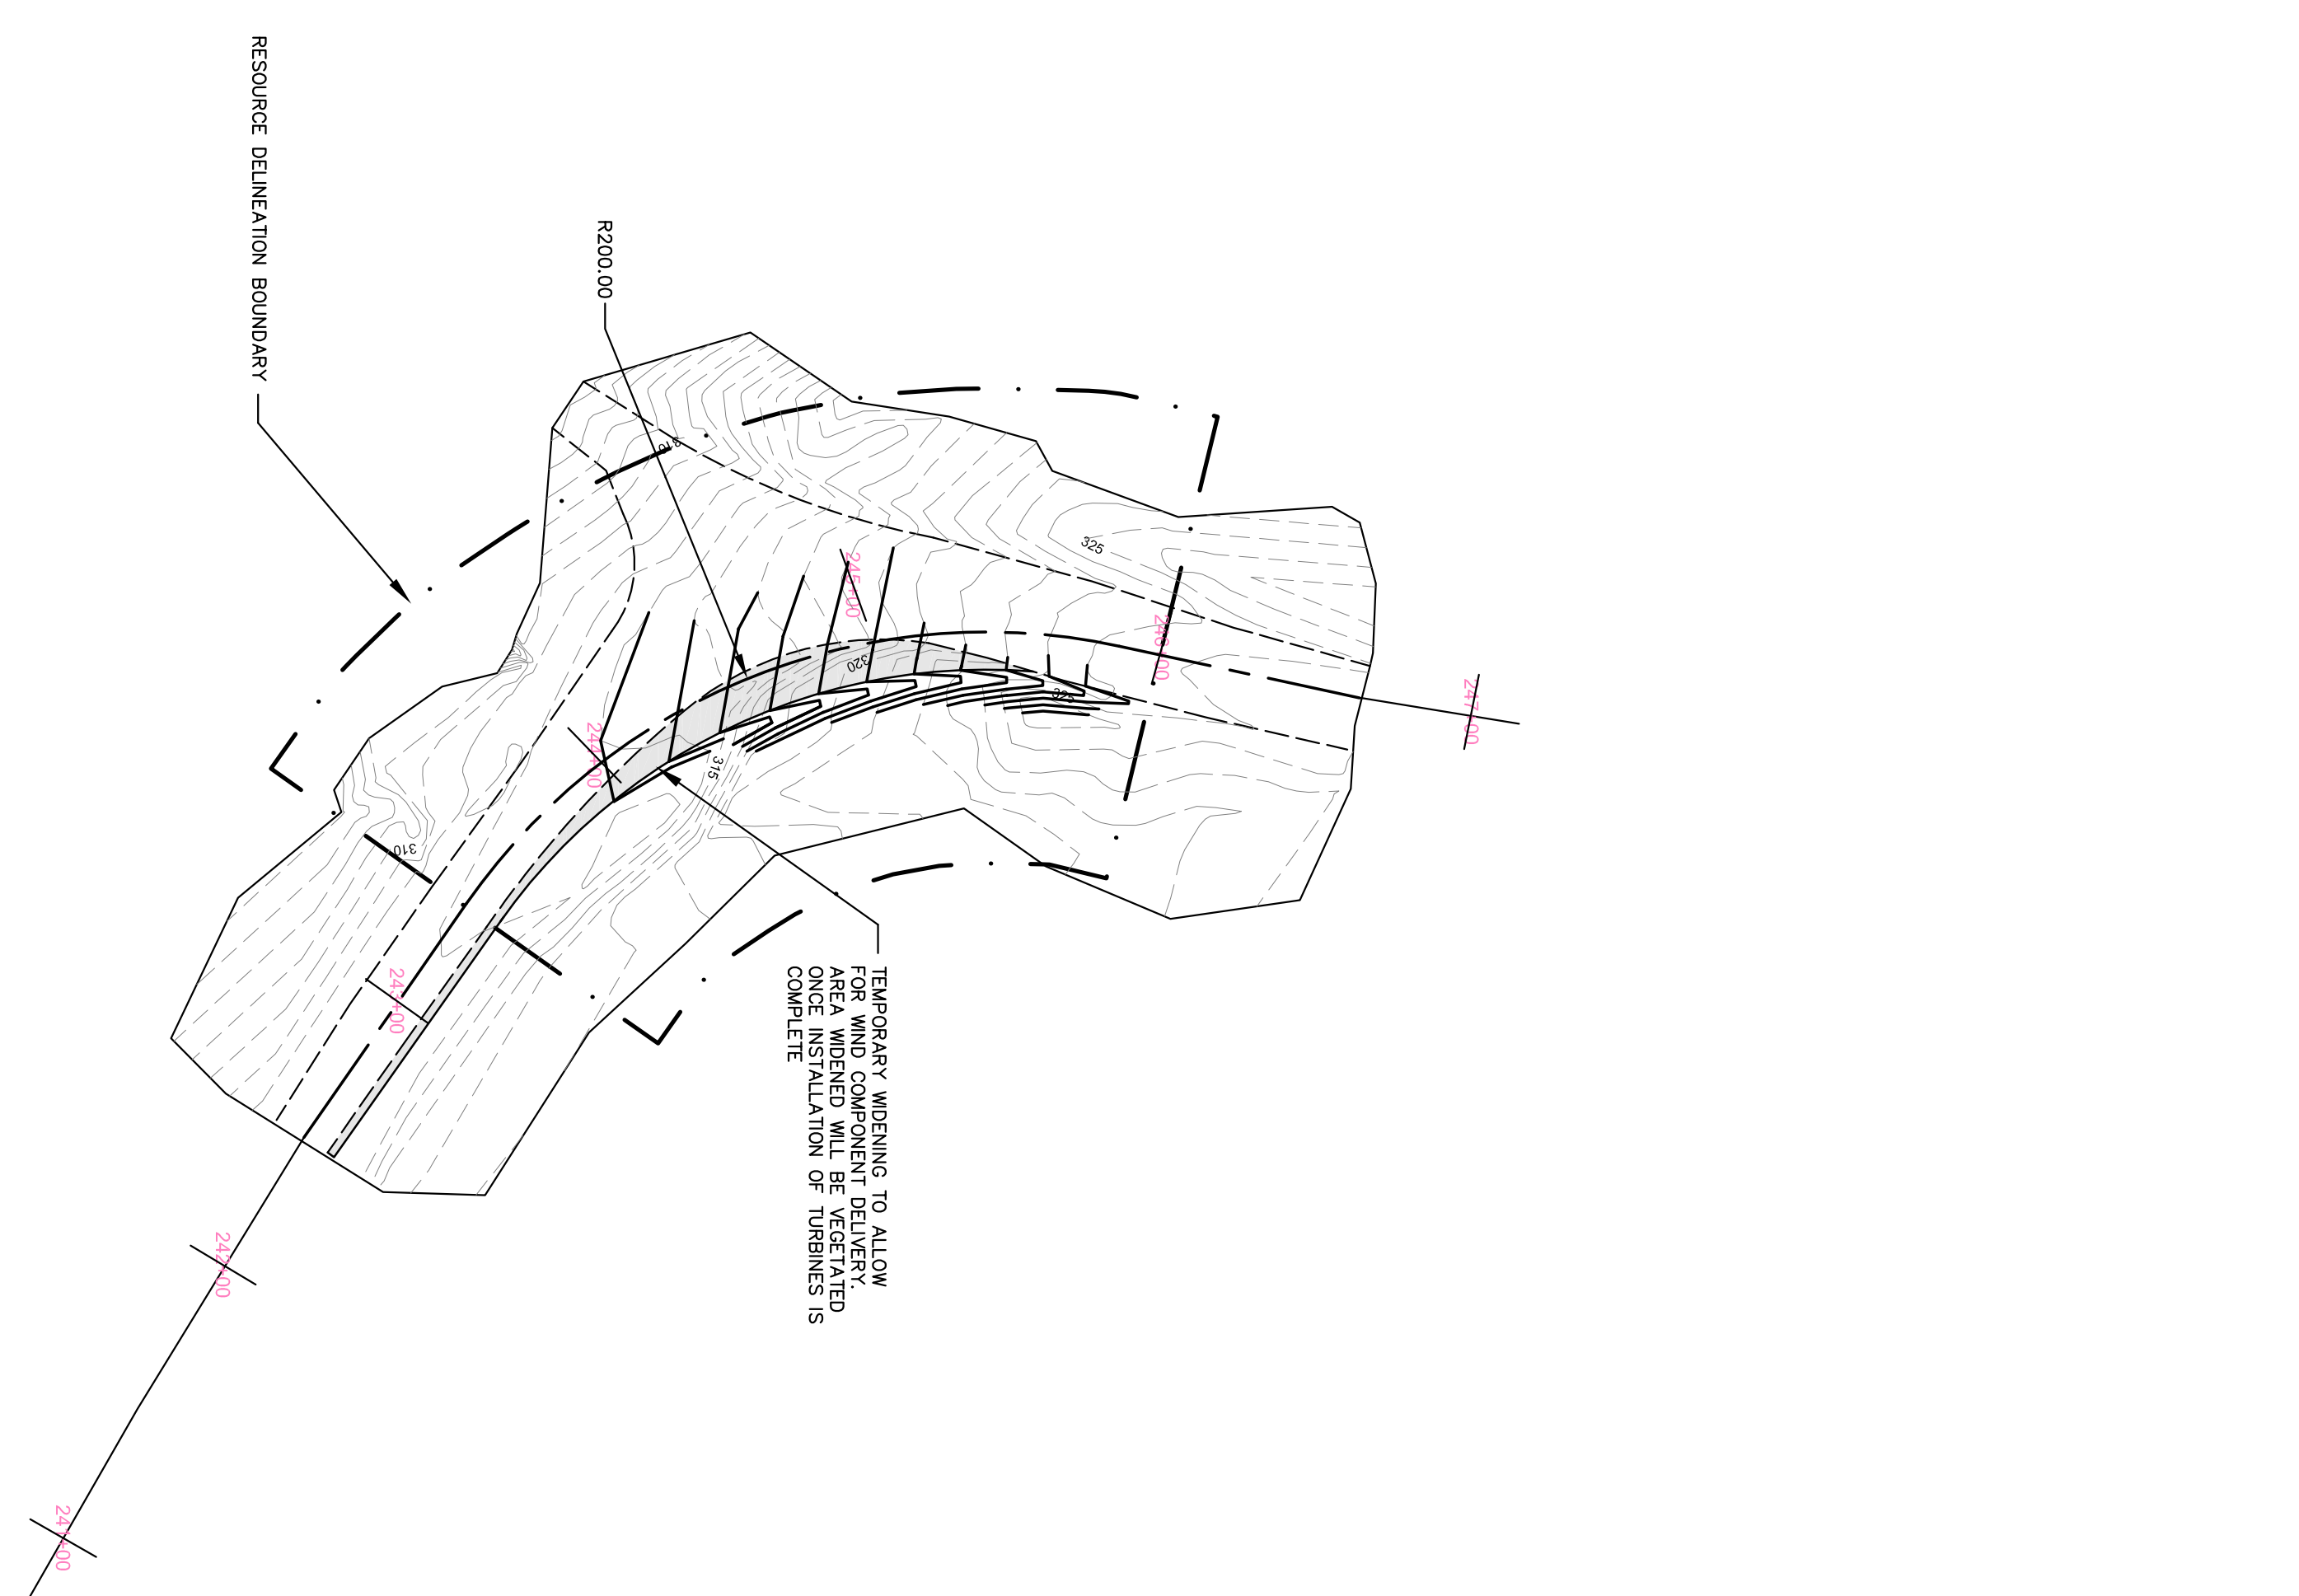 RESOURCE DELINEATION BOUNDARY
R200.00
310
325
245+00
246+00
320
325
247+00
244+00
315
310
TEMPORARY WIDENING TO ALLOW
FOR WIND COMPONENT DELIVERY.
AREA WIDENED WILL BE VEGETATED
ONCE INSTALLATION OF TURBINES IS
COMPLETE
243+00
242+00
241+00